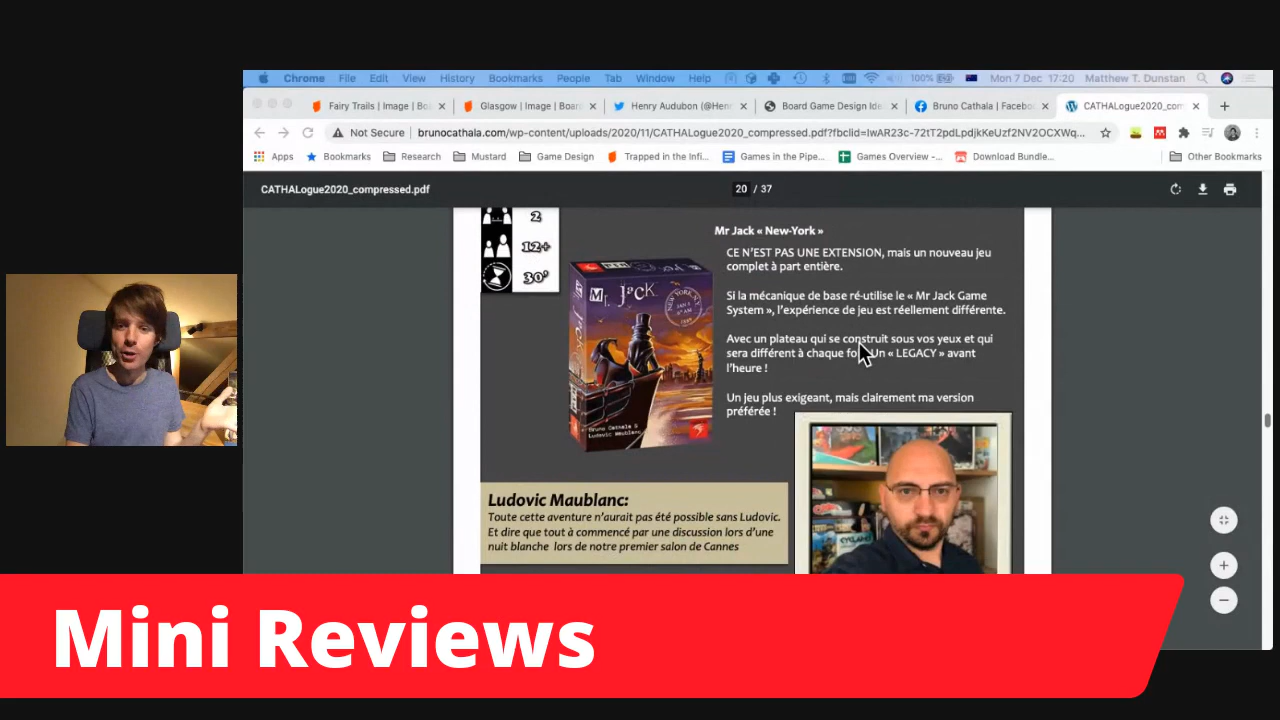 Chrome File Edit View History Bookmarks People Tab Window Help 100% Mon 7 Dec 17:20 Matthew T. Dunstan
Fairy Trails | Image | Boa Glasgow | Image | Boar Henry Audubon (@Hen Board Game Design Ide Bruno Cathala | Facebo CATHALogue2020_com
Not Secure | brunocathala.com/wp-content/uploads/2020/11/CATHALogue2020_compressed.pdf?fbclid=
Apps Bookmarks Research Mustard Game Design Trapped in the Infi... Games in the Pipe... Games Overview -... Download Bundle... Other Bookmarks
CATHALogue2020_compressed.pdf 20 / 37
2
12+
30'
Mr Jack « New-York »
CE N'EST PAS UNE EXTENSION, mais un nouveau jeu
complet à part entière.
Si la mécanique de base ré-utilise le « Mr Jack Game
System », l'expérience de jeu est réellement différente.
Avec un plateau qui se construit sous vos yeux et qui
sera différent à chaque Un « LEGACY » avant
l'heure !
Un jeu plus exigeant, mais clairement ma version
préférée !
Mr. Jack
NEW YORK
Bruno Cathala &
Ludovic Maublanc
Ludovic Maublanc:
Toute cette aventure n'aurait pas été possible sans Ludovic.
Et dire que tout à commencé par une discussion lors d'une
nuit blanche lors de notre premier salon de Cannes
Mini Reviews